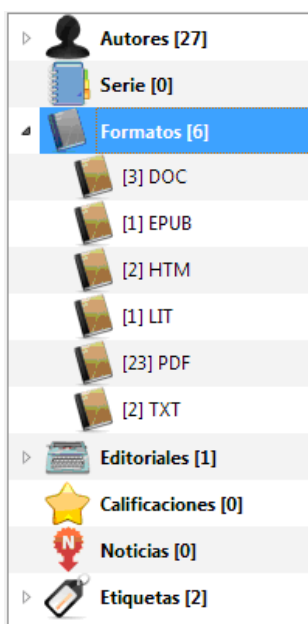 Autores [27]
Serie [0]
Formatos [6]
[3] DOC
[1] EPUB
[2] HTM
[1] LIT
[23] PDF
[2] TXT
Editoriales [1]
Calificaciones [0]
N
Noticias [0]
Etiquetas [2]